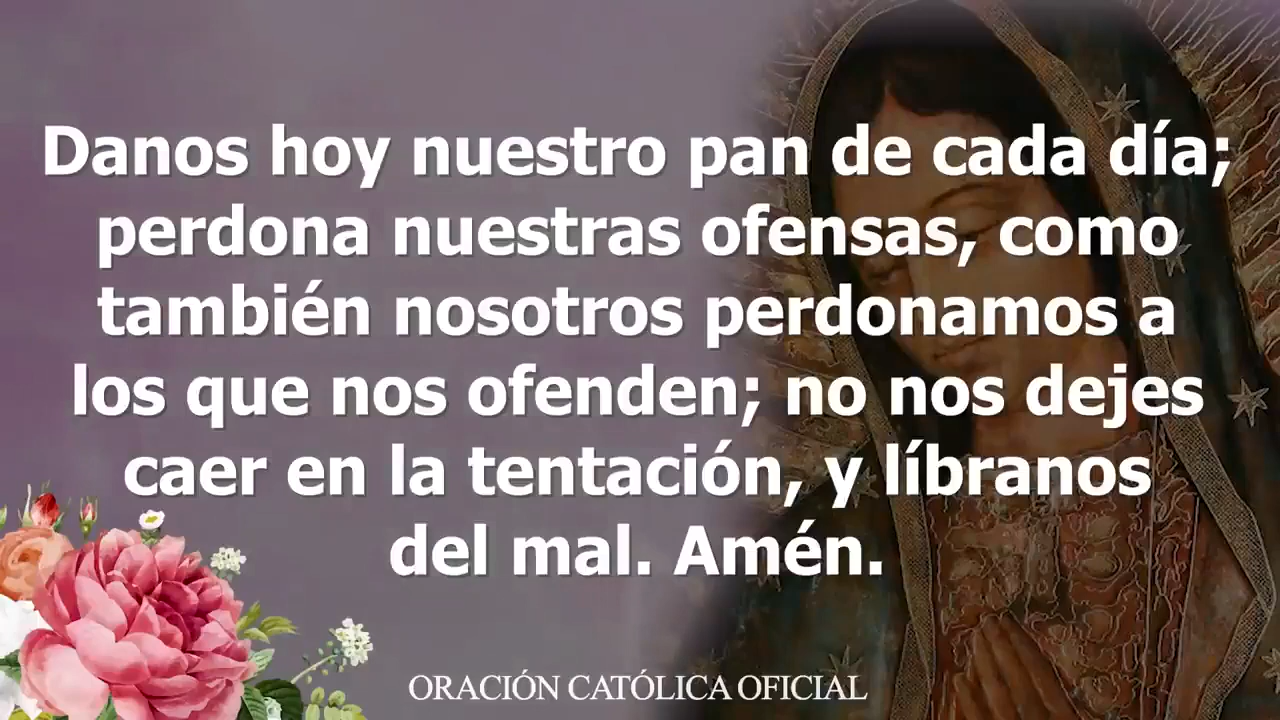 Danos hoy nuestro pan de cada día;
perdona nuestras ofensas, como
también nosotros perdonamos a
los que nos ofenden; no nos dejes
caer en la tentación, y líbranos
del mal. Amén.
ORACIÓN CATÓLICA OFICIAL